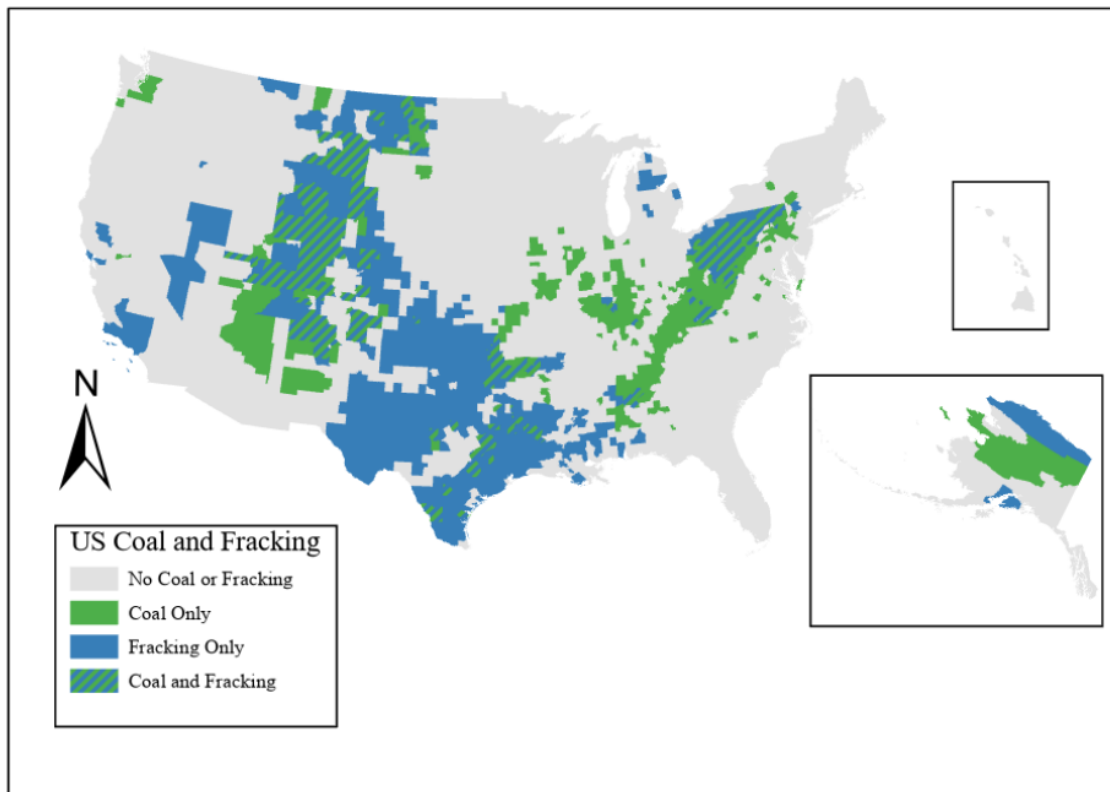 N
US Coal and Fracking
No Coal or Fracking
Coal Only
Fracking Only
Coal and Fracking